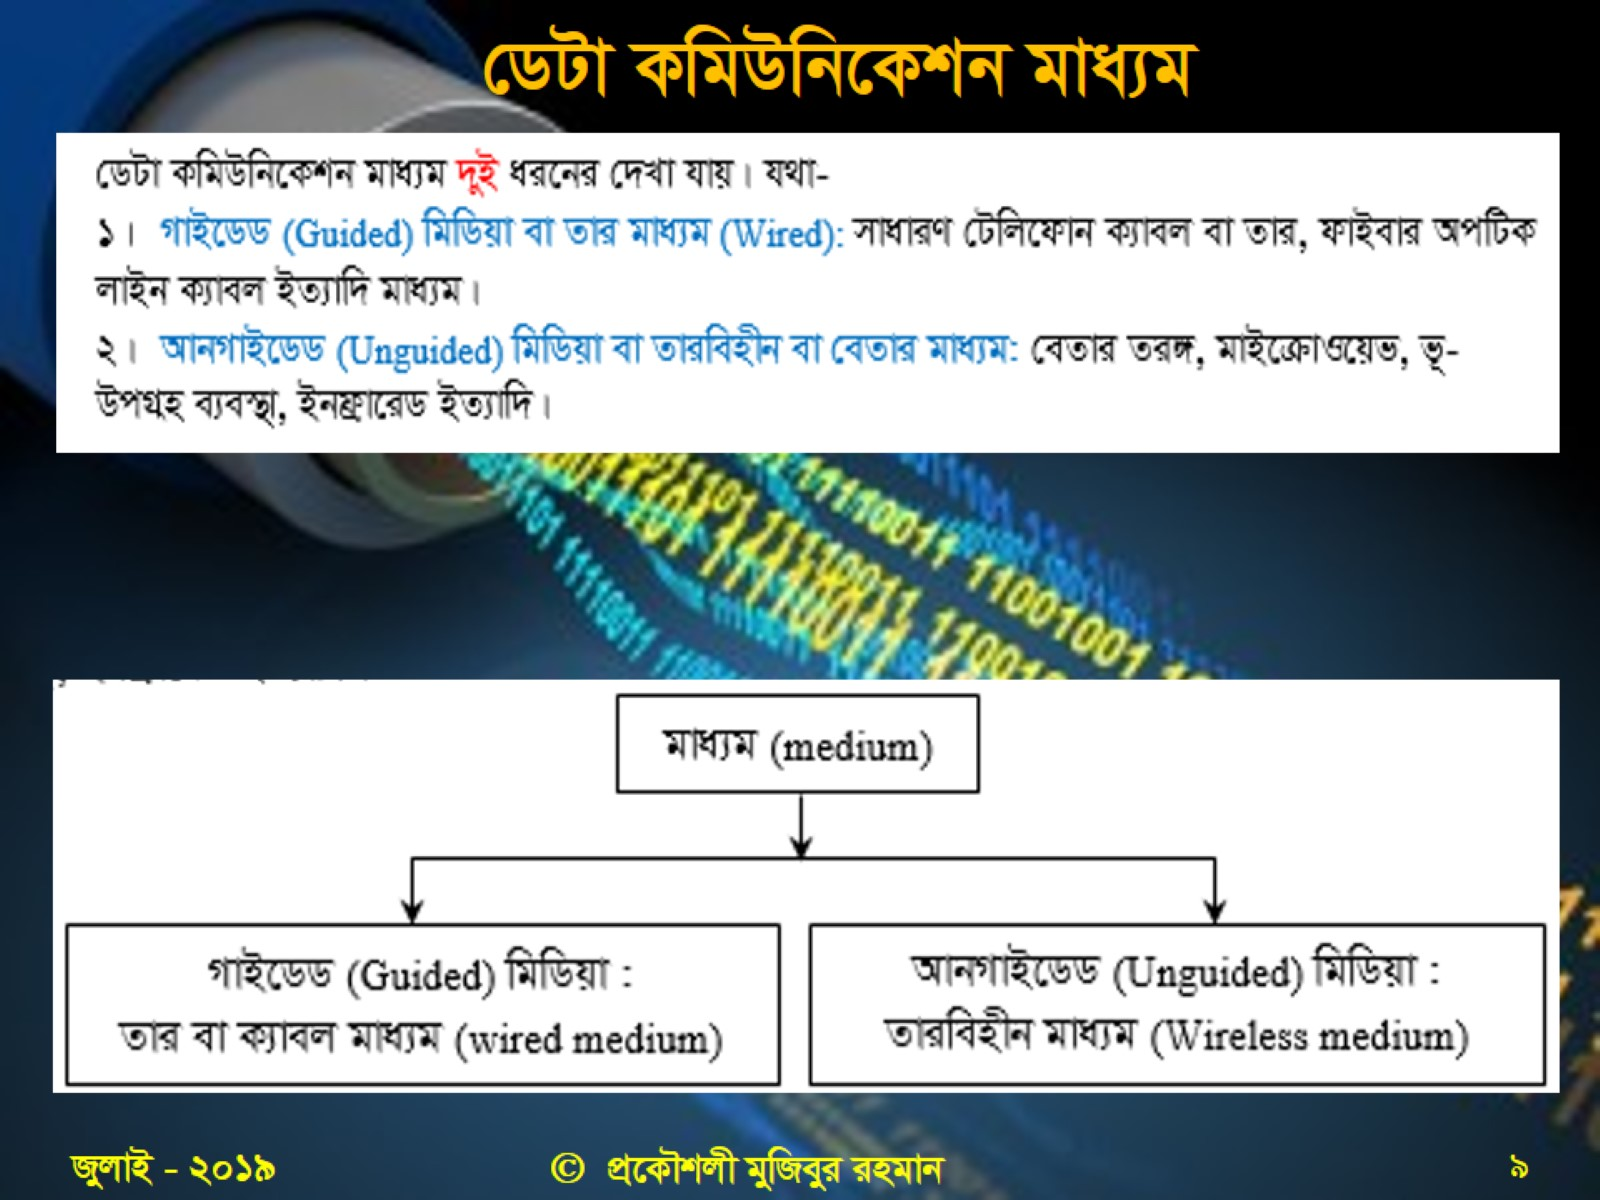 ডেটা কমিউনিকেশন মাধ্যম
ডেটা কমিউনিকেশন মাধ্যম দুই ধরনের দেখা যায়। যথা-
১। গাইডেড (Guided) মিডিয়া বা তার মাধ্যম (Wired): সাধারণ টেলিফোন ক্যাবল বা তার, ফাইবার অপটিক
লাইন ক্যাবল ইত্যাদি মাধ্যম।
২। আনগাইডেড (Unguided) মিডিয়া বা তারবিহীন বা বেতার মাধ্যম: বেতার তরঙ্গ, মাইক্রোওয়েভ, ভূ-
উপগ্রহ ব্যবস্থা, ইনফ্রারেড ইত্যাদি।
মাধ্যম (medium)
গাইডেড (Guided) মিডিয়া :
তার বা ক্যাবল মাধ্যম (wired medium)
আনগাইডেড (Unguided) মিডিয়া :
তারবিহীন মাধ্যম (Wireless medium)
জুলাই - ২০১৯
© প্রকৌশলী মুজিবুর রহমান
৯